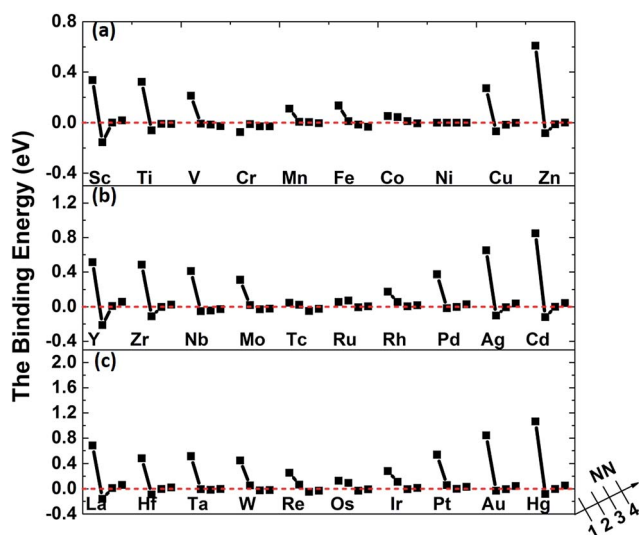 The Binding Energy (eV)
(a)
0.8
0.4
0.0
-0.4
Sc Ti V Cr Mn Fe Co Ni Cu Zn
(b)
1.2
0.8
0.4
0.0
-0.4
Y Zr Nb Mo Tc Ru Rh Pd Ag Cd
(c)
2.0
1.6
1.2
0.8
0.4
0.0
-0.4
La Hf Ta W Re Os Ir Pt Au Hg
NN
1 2 3 4